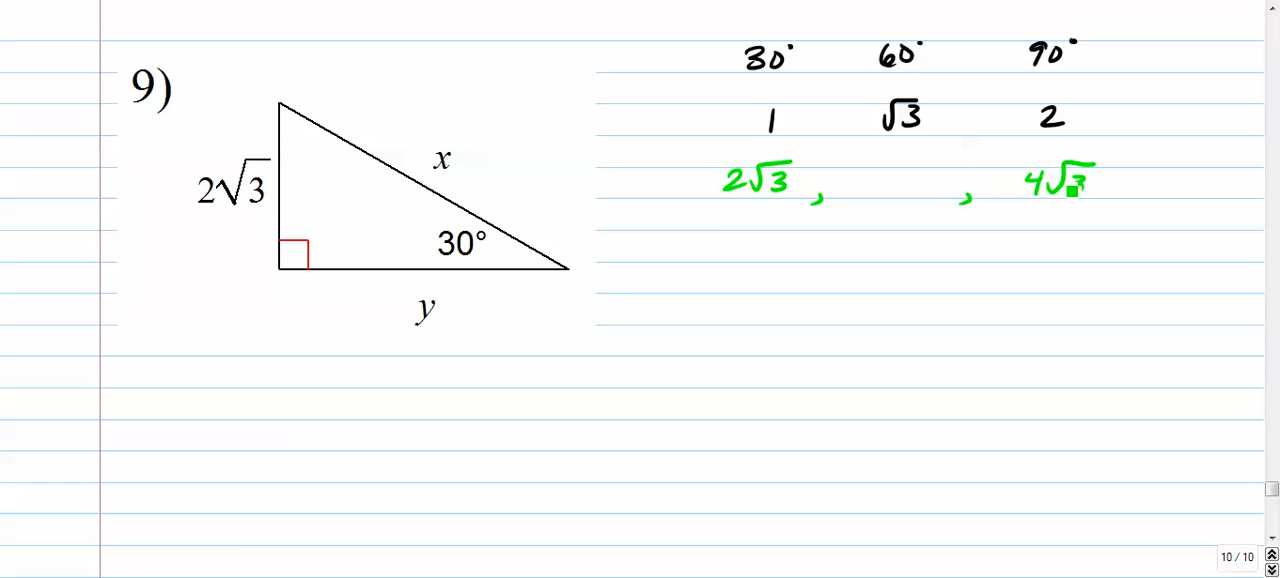 30° 60° 90°
9)
1 √3 2
x
2√3
2√3 , , 4√3
30°
y
10 / 10